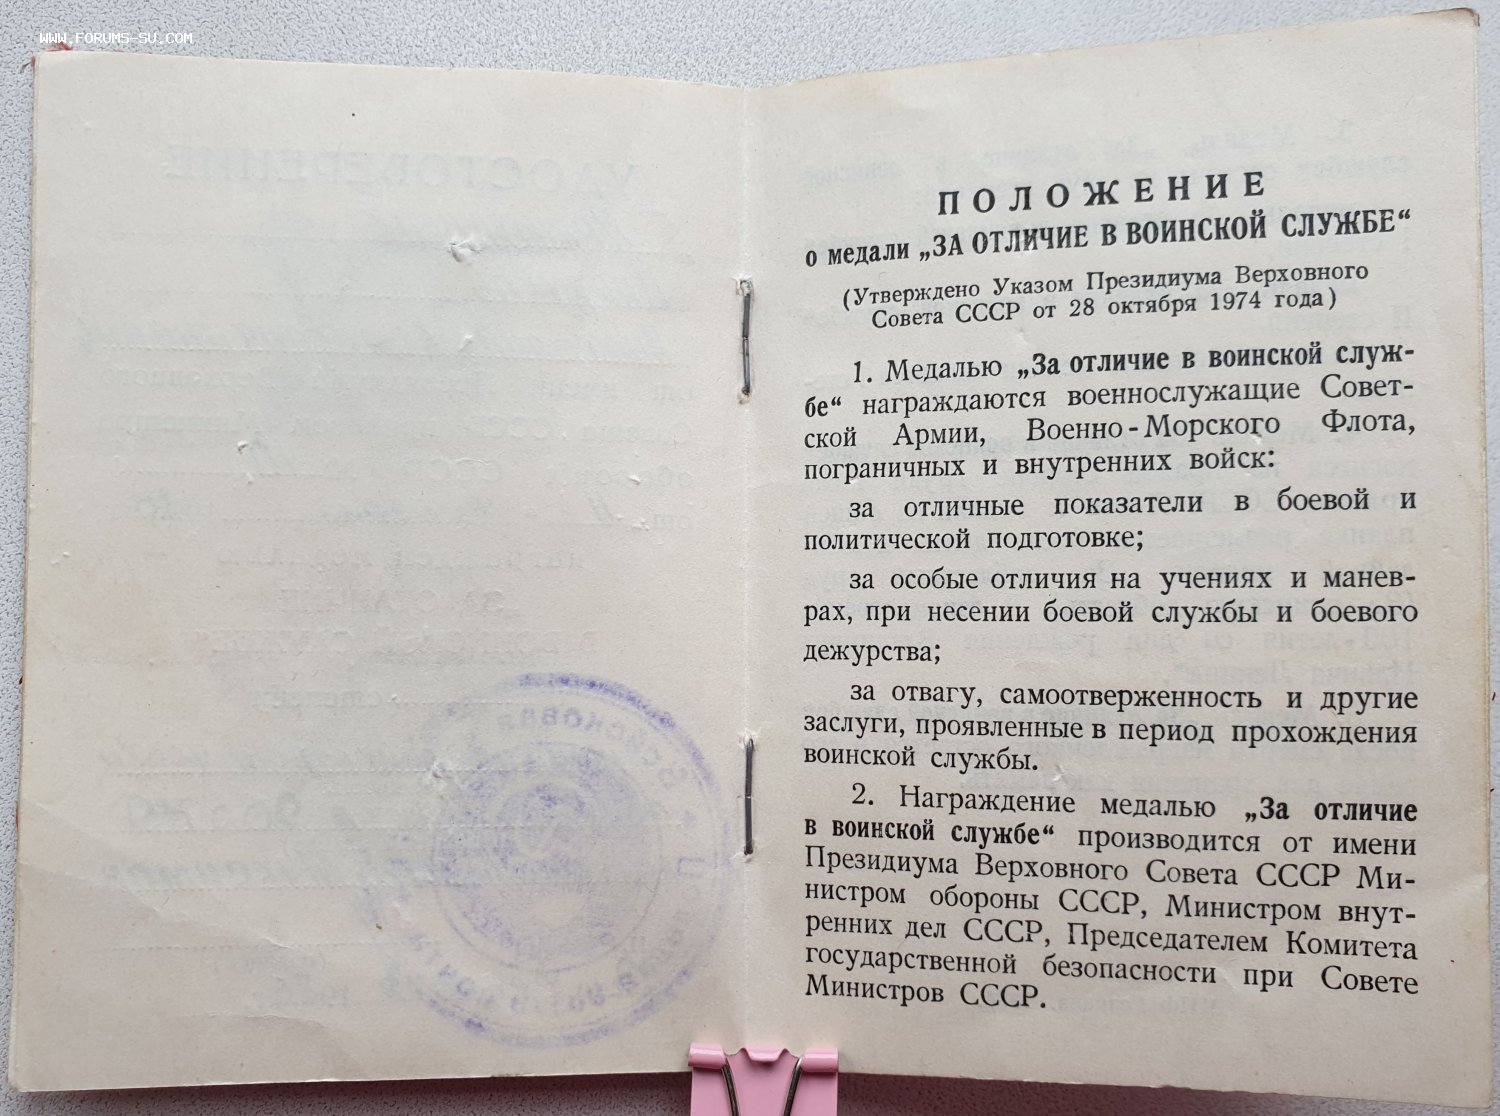 WWW.FORUMS-SU.COM
ПОЛОЖЕНИЕ
о медали „ЗА ОТЛИЧИЕ В ВОИНСКОЙ СЛУЖБЕ“
(Утверждено Указом Президиума Верховного
Совета СССР от 28 октября 1974 года)
1. Медалью „За отличие в воинской служ-
бе“ награждаются военнослужащие Совет-
ской Армии, Военно-Морского Флота,
пограничных и внутренних войск:
за отличные показатели в боевой и
политической подготовке;
за особые отличия на учениях и манев-
рах, при несении боевой службы и боевого
дежурства;
за отвагу, самоотверженность и другие
заслуги, проявленные в период прохождения
воинской службы.
2. Награждение медалью „За отличие
в воинской службе“ производится от имени
Президиума Верховного Совета СССР Ми-
нистром обороны СССР, Министром внут-
ренних дел СССР, Председателем Комитета
государственной безопасности при Совете
Министров СССР.